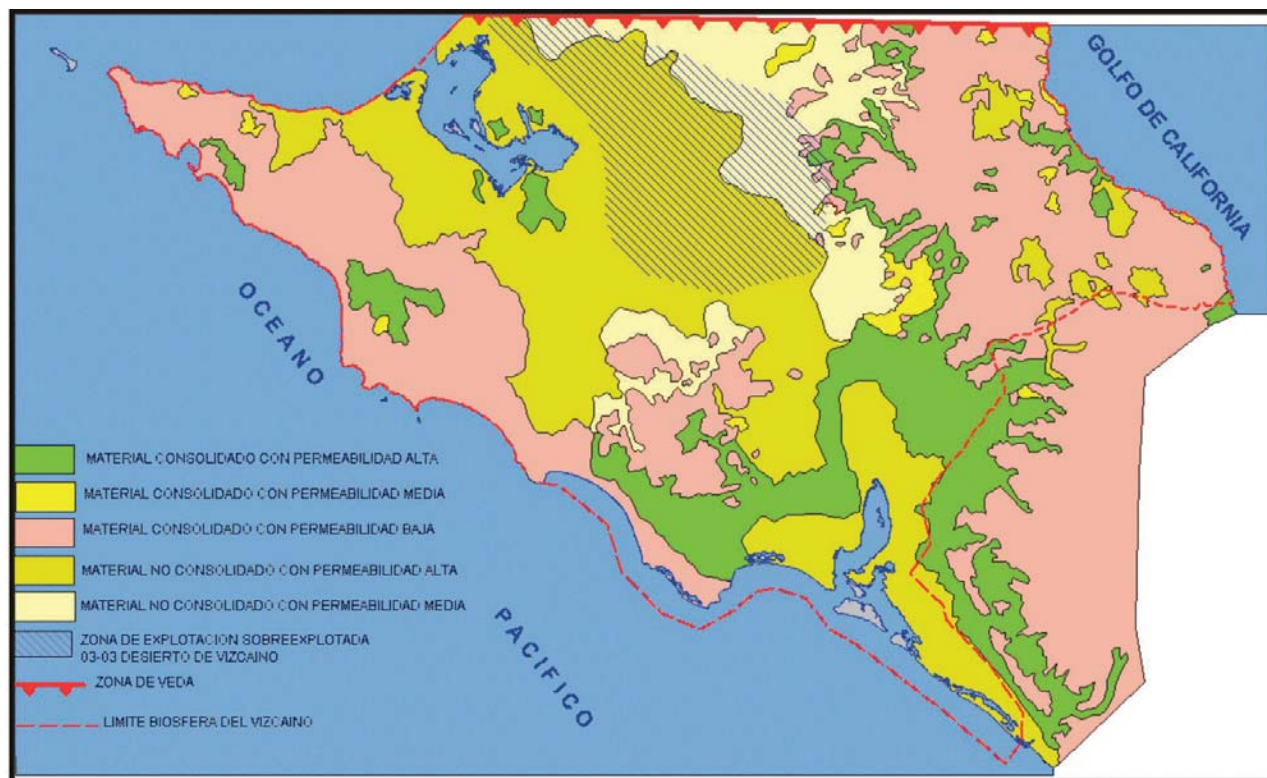 GOLFO DE CALIFORNIA
OCEANO
PACIFICO
MATERIAL CONSOLIDADO CON PERMEABILIDAD ALTA
MATERIAL CONSOLIDADO CON PERMEABILIDAD MEDIA
MATERIAL CONSOLIDADO CON PERMEABILIDAD BAJA
MATERIAL NO CONSOLIDADO CON PERMEABILIDAD ALTA
MATERIAL NO CONSOLIDADO CON PERMEABILIDAD MEDIA
ZONA DE EXPLOTACION SOBREEXPLOTADA
03-03 DESIERTO DE VIZCAINO
ZONA DE VEDA
LIMITE BIOSFERA DEL VIZCAINO